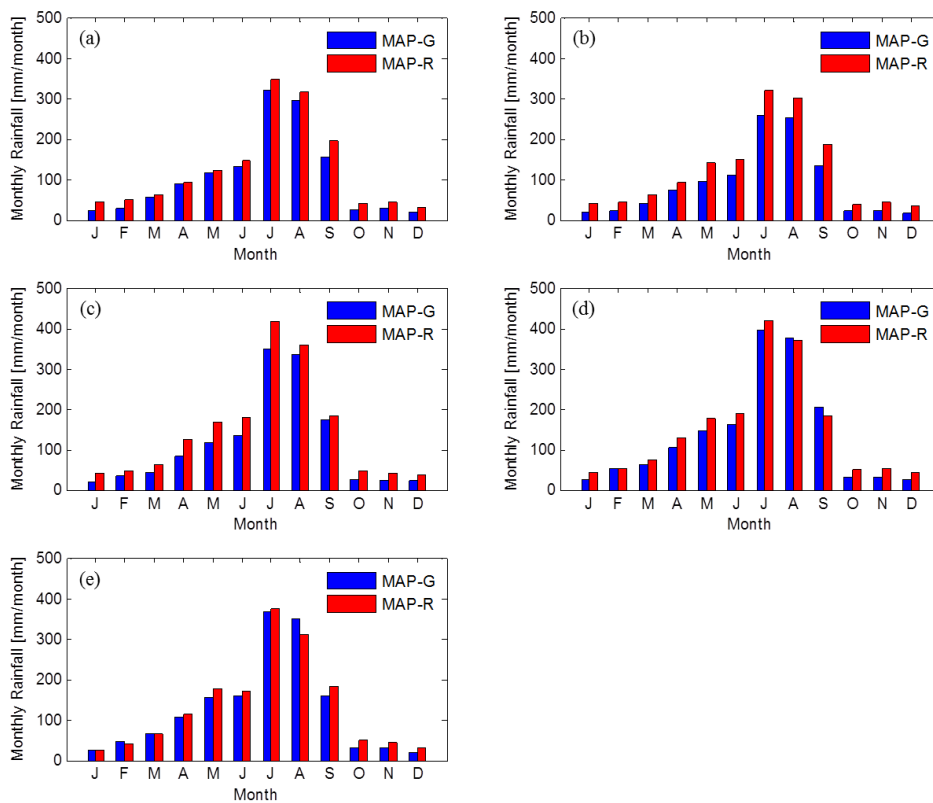 (a)
MAP-G
MAP-R
Monthly Rainfall [mm/month]
500
400
300
200
100
0
J F M A M J J A S O N D
Month
(b)
MAP-G
MAP-R
Monthly Rainfall [mm/month]
500
400
300
200
100
0
J F M A M J J A S O N D
Month
(c)
MAP-G
MAP-R
Monthly Rainfall [mm/month]
500
400
300
200
100
0
J F M A M J J A S O N D
Month
(d)
MAP-G
MAP-R
Monthly Rainfall [mm/month]
500
400
300
200
100
0
J F M A M J J A S O N D
Month
(e)
MAP-G
MAP-R
Monthly Rainfall [mm/month]
500
400
300
200
100
0
J F M A M J J A S O N D
Month